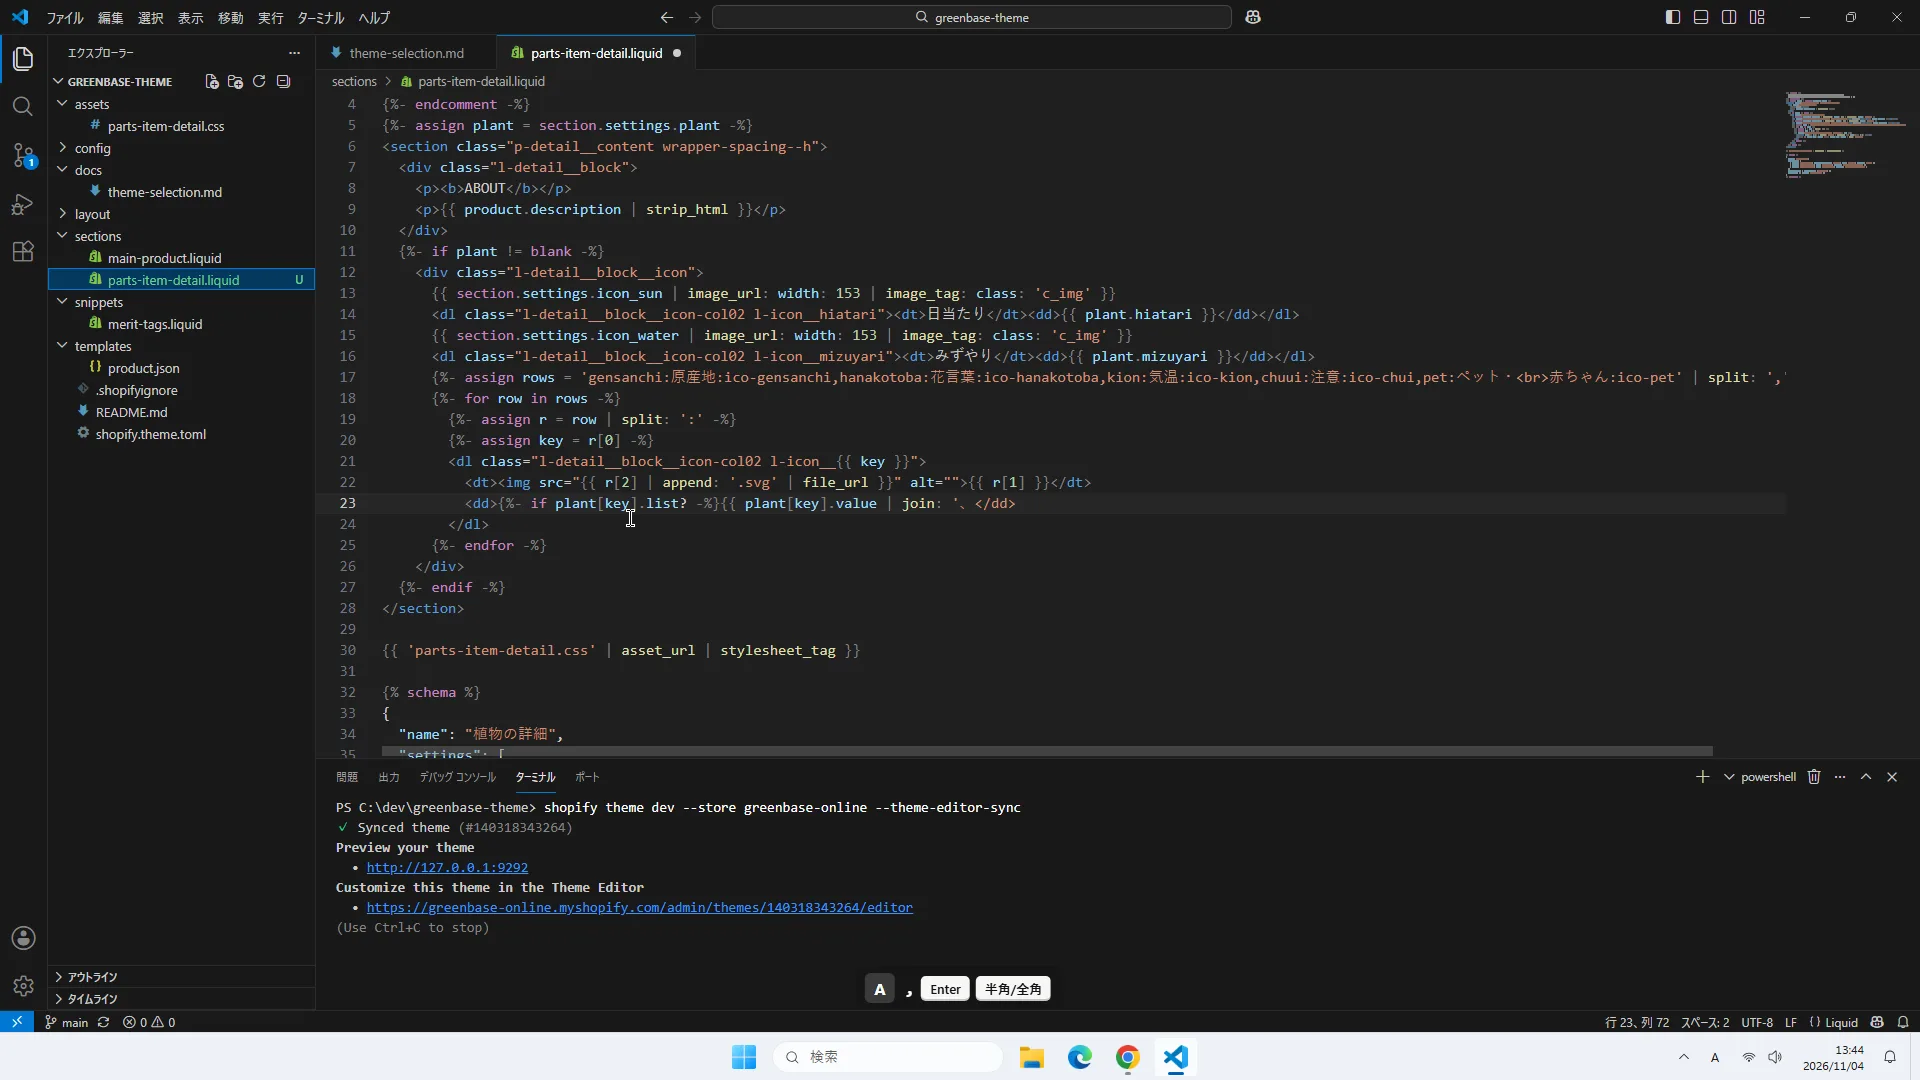 ファイル 編集 選択 表示 移動 実行 ターミナル ヘルプ
greenbase-theme
エクスプローラー
theme-selection.md
parts-item-detail.liquid
GREENBASE-THEME
sections > parts-item-detail.liquid
assets
parts-item-detail.css
config
docs
theme-selection.md
layout
sections
main-product.liquid
parts-item-detail.liquid U
snippets
merit-tags.liquid
templates
product.json
.shopifyignore
README.md
shopify.theme.toml
アウトライン
タイムライン
1
4 {%- endcomment -%}
5 {%- assign plant = section.settings.plant -%}
6 <section class="p-detail__content wrapper-spacing--h">
7 <div class="l-detail__block">
8 <p><b>ABOUT</b></p>
9 <p>{{ product.description | strip_html }}</p>
10 </div>
11 {%- if plant != blank -%}
12 <div class="l-detail__block__icon">
13 {{ section.settings.icon_sun | image_url: width: 153 | image_tag: class: 'c_img' }}
14 <dl class="l-detail__block__icon-col02 l-icon__hiatari"><dt>日当たり</dt><dd>{{ plant.hiatari }}</dd></dl>
15 {{ section.settings.icon_water | image_url: width: 153 | image_tag: class: 'c_img' }}
16 <dl class="l-detail__block__icon-col02 l-icon__mizuyari"><dt>みずやり</dt><dd>{{ plant.mizuyari }}</dd></dl>
17 {%- assign rows = 'gensanchi:原産地:ico-gensanchi,hanakotoba:花言葉:ico-hanakotoba,kion:気温:ico-kion,chuui:注意:ico-chui,pet:ペット・<br>赤ちゃん:ico-pet' | split: ','
18 {%- for row in rows -%}
19 {%- assign r = row | split: ':' -%}
20 {%- assign key = r[0] -%}
21 <dl class="l-detail__block__icon-col02 l-icon__{{ key }}">
22 <dt><img src="{{ r[2] | append: '.svg' | file_url }}" alt="">{{ r[1] }}</dt>
23 <dd>{%- if plant[key].list? -%}{{ plant[key].value | join: '、</dd>
24 </dl>
25 {%- endfor -%}
26 </div>
27 {%- endif -%}
28 </section>
29
30 {{ 'parts-item-detail.css' | asset_url | stylesheet_tag }}
31
32 {% schema %}
33 {
34 "name": "植物の詳細",
35 "settings": [
問題 出力 デバッグ コンソール ターミナル ポート
powershell
PS C:\dev\greenbase-theme> shopify theme dev --store greenbase-online --theme-editor-sync
✓ Synced theme (#140318343264)
Preview your theme
• http://127.0.0.1:9292
Customize this theme in the Theme Editor
• https://greenbase-online.myshopify.com/admin/themes/140318343264/editor
(Use Ctrl+C to stop)
A , Enter 半角/全角
main 0 0
行 23、列 72 スペース: 2 UTF-8 LF {} Liquid
検索
A
13:44
2026/11/04